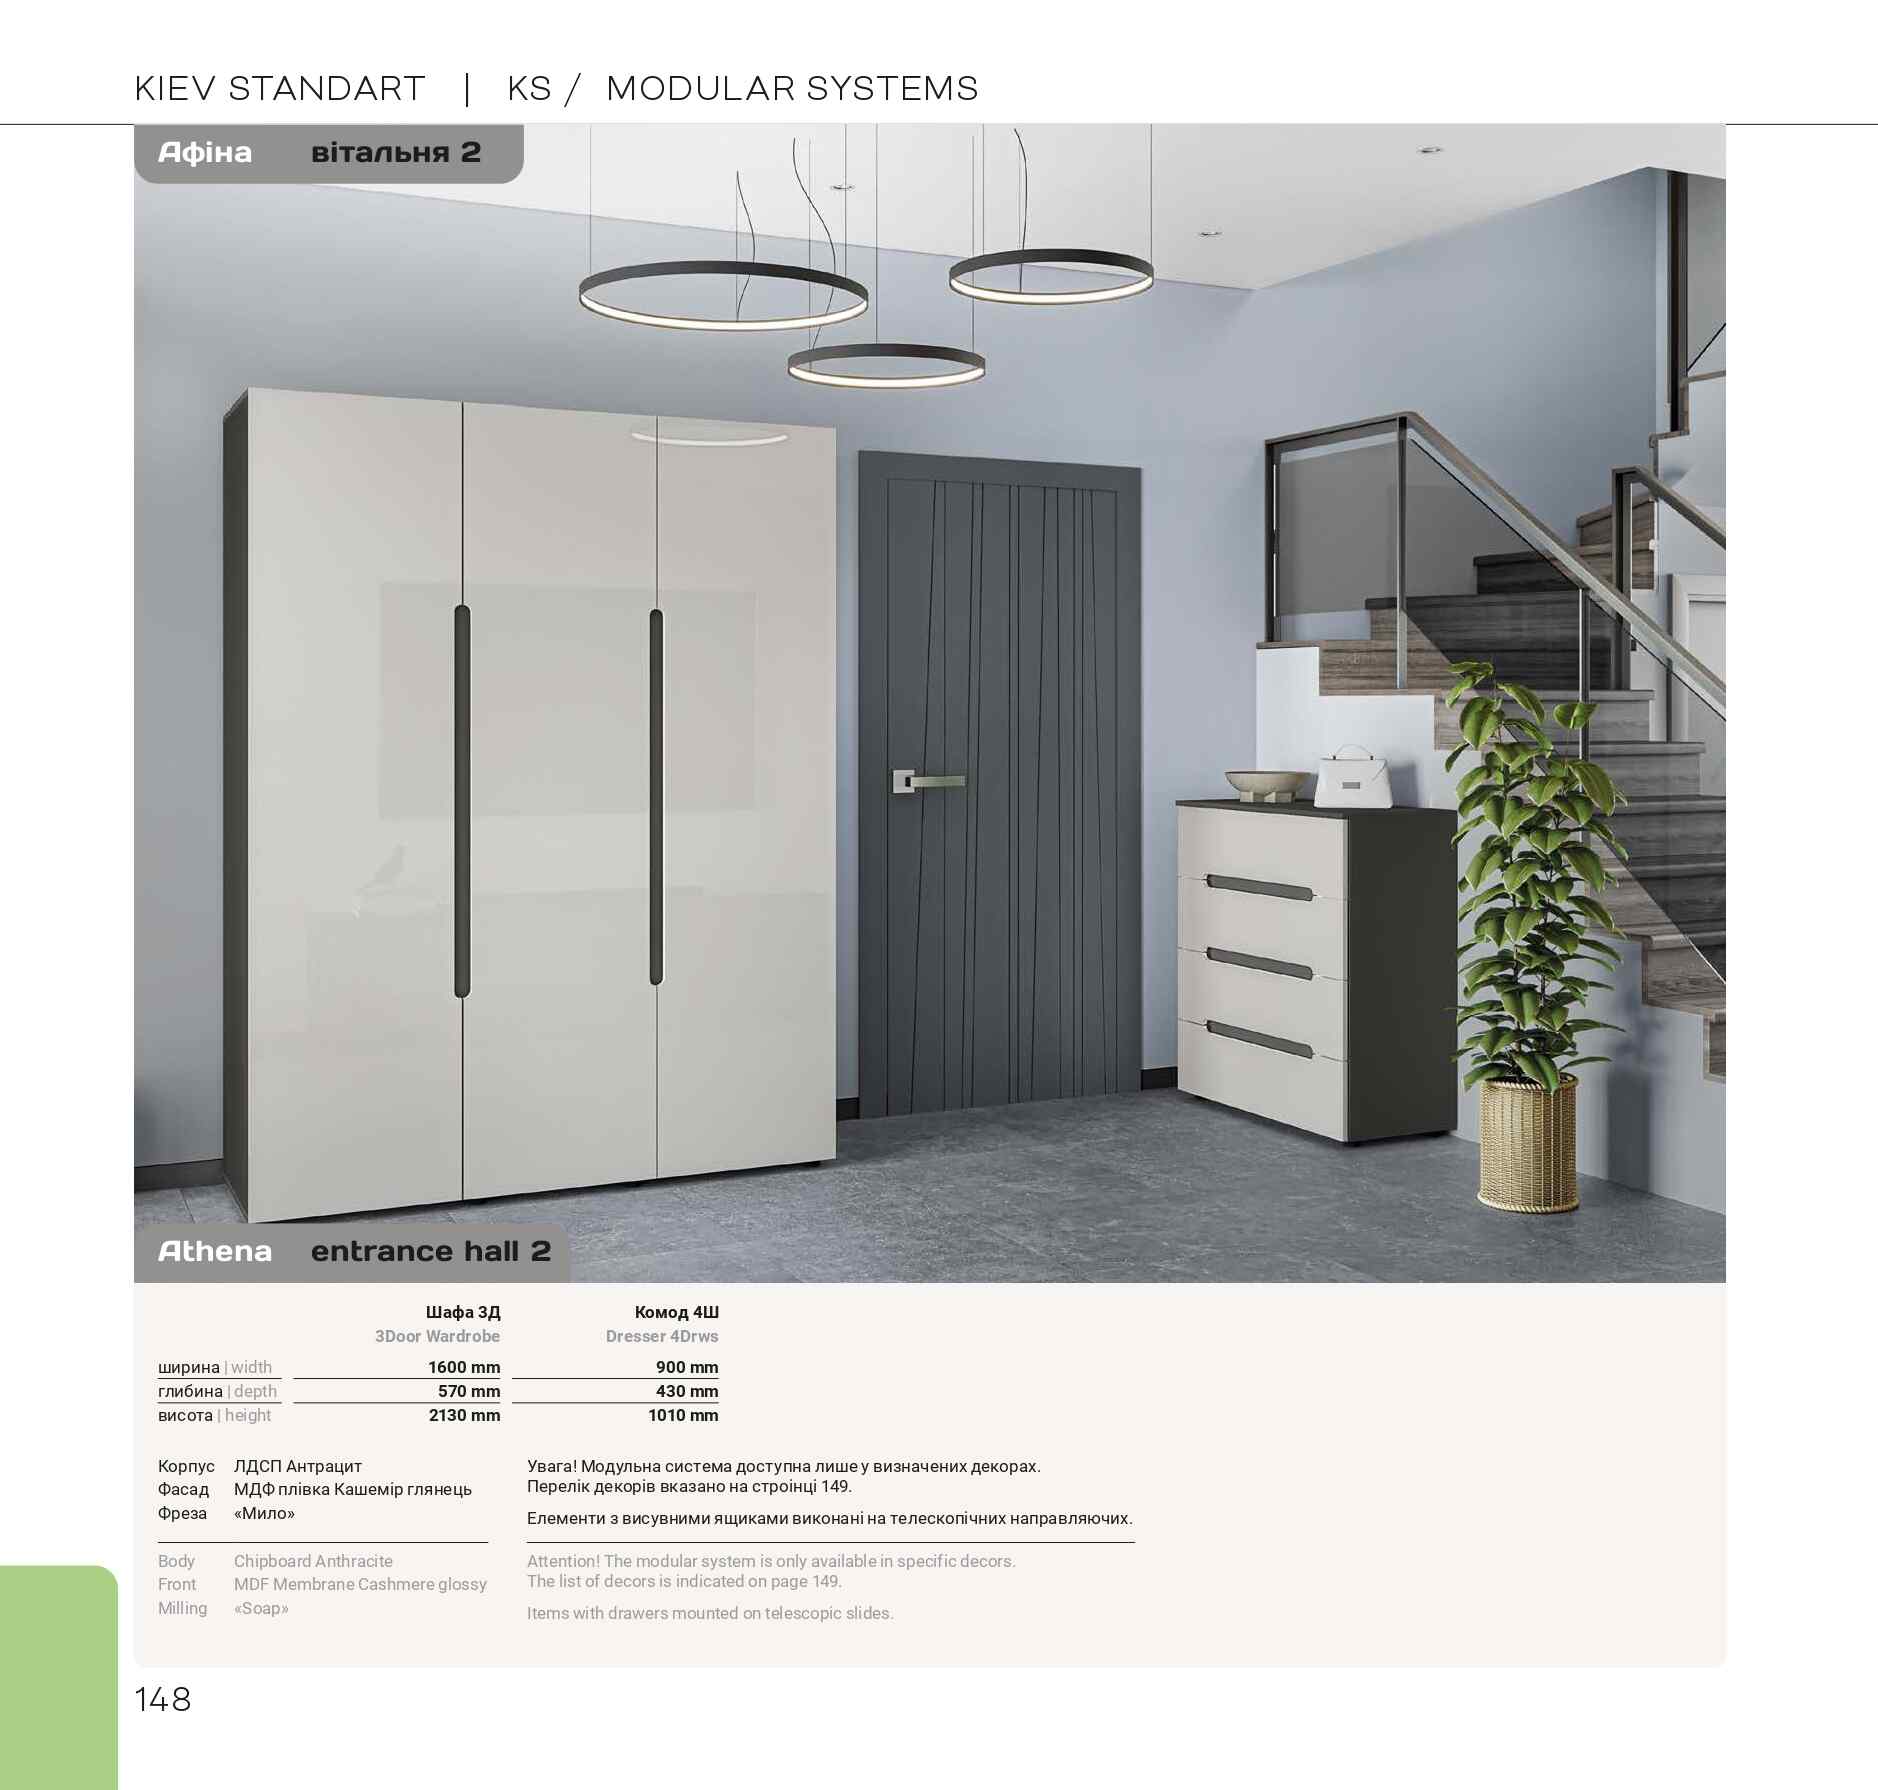 KIEV STANDART | KS / MODULAR SYSTEMS
Афіна вітальня 2
Athena entrance hall 2
Шафа 3Д Комод 4Ш
3Door Wardrobe Dresser 4Drws
ширина | width 1600 mm 900 mm
глибина | depth 570 mm 430 mm
висота | height 2130 mm 1010 mm
Корпус ЛДСП Антрацит
Фасад МДФ плівка Кашемір глянець
Фреза «Мило»
Body Chipboard Anthracite
Front MDF Membrane Cashmere glossy
Milling «Soap»
Увага! Модульна система доступна лише у визначених декорах.
Перелік декорів вказано на строінці 149.
Елементи з висувними ящиками виконані на телескопічних направляючих.
Attention! The modular system is only available in specific decors.
The list of decors is indicated on page 149.
Items with drawers mounted on telescopic slides.
148